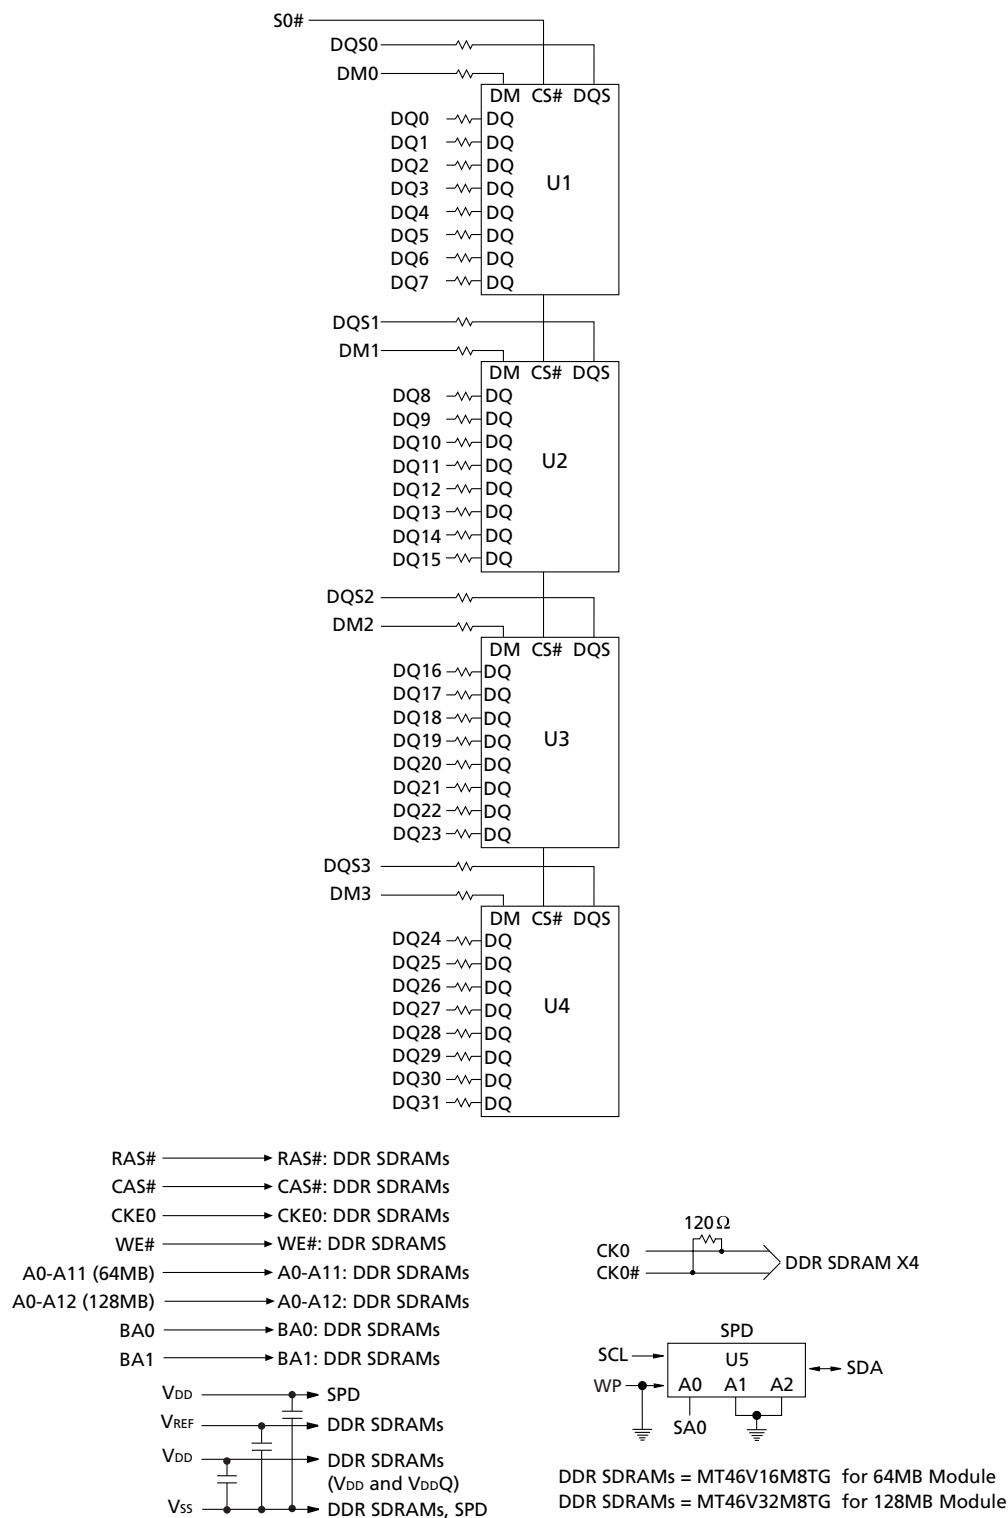 S0#
DQS0
DM0
DM CS# DQS
DQ0 DQ
DQ1 DQ
DQ2 DQ
DQ3 DQ
U1
DQ4 DQ
DQ5 DQ
DQ6 DQ
DQ7 DQ
DQS1
DM1
DM CS# DQS
DQ8 DQ
DQ9 DQ
DQ10 DQ
U2
DQ11 DQ
DQ12 DQ
DQ13 DQ
DQ14 DQ
DQ15 DQ
DQS2
DM2
DM CS# DQS
DQ16 DQ
DQ17 DQ
DQ18 DQ
U3
DQ19 DQ
DQ20 DQ
DQ21 DQ
DQ22 DQ
DQ23 DQ
DQS3
DM3
DM CS# DQS
DQ24 DQ
DQ25 DQ
DQ26 DQ
U4
DQ27 DQ
DQ28 DQ
DQ29 DQ
DQ30 DQ
DQ31 DQ
RAS# RAS#: DDR SDRAMs
CAS# CAS#: DDR SDRAMs
CKE0 CKE0: DDR SDRAMs
WE# WE#: DDR SDRAMS
A0-A11 (64MB) A0-A11: DDR SDRAMs
A0-A12 (128MB) A0-A12: DDR SDRAMs
BA0 BA0: DDR SDRAMs
BA1 BA1: DDR SDRAMs
VDD SPD
VREF DDR SDRAMs
VDD DDR SDRAMs
(VDD and VDDQ)
VSS DDR SDRAMs, SPD
120Ω
CK0
CK0#
DDR SDRAM X4
SPD
SCL U5 SDA
WP A0 A1 A2
SA0
DDR SDRAMs = MT46V16M8TG for 64MB Module
DDR SDRAMs = MT46V32M8TG for 128MB Module